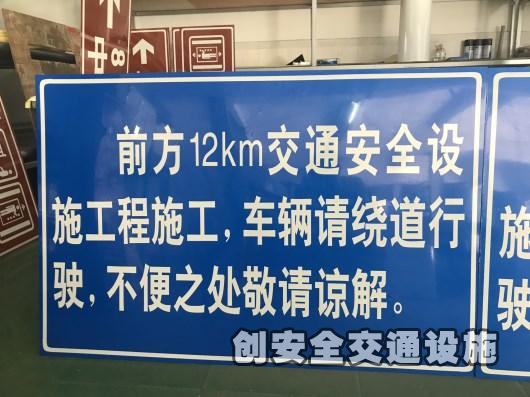 前方12km交通安全设
施工程施工，车辆请绕道行
驶，不便之处敬请谅解。
创安全交通设施